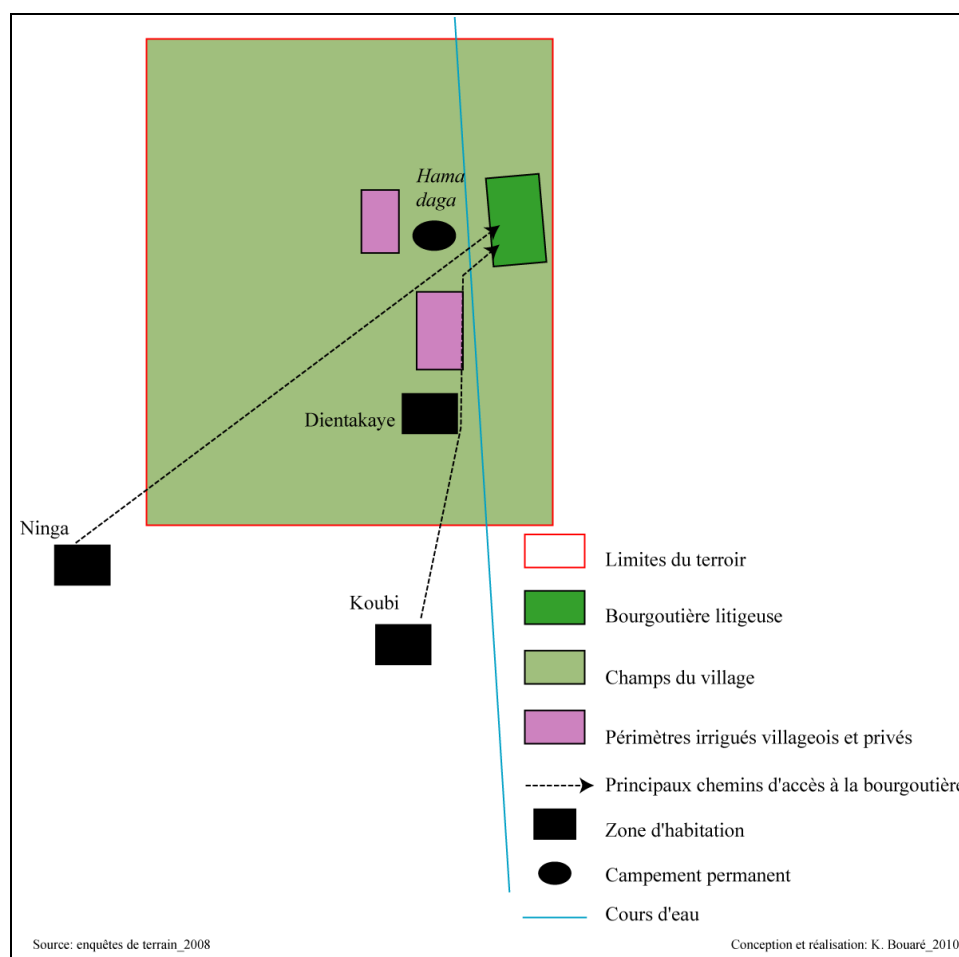 Hama
daga
Dientakaye
Ninga
Koubi
Limites du terroir
Bourgoutière litigeuse
Champs du village
Périmètres irrigués villageois et privés
Principaux chemins d'accès à la bourgoutière
Zone d'habitation
Campement permanent
Cours d'eau
Source: enquêtes de terrain_2008
Conception et réalisation: K. Bouaré_2010